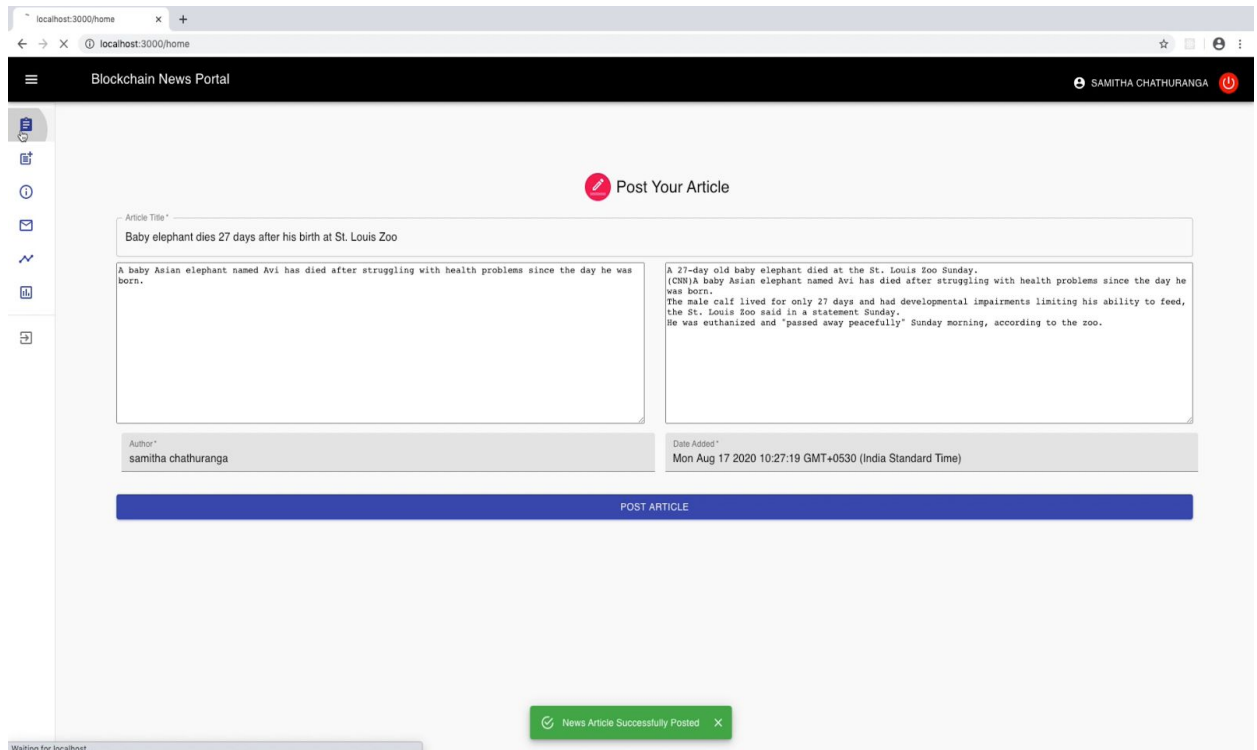 localhost:3000/home
localhost:3000/home
Blockchain News Portal
SAMITHA CHATHURANGA
Post Your Article
Article Title *
Baby elephant dies 27 days after his birth at St. Louis Zoo
A baby Asian elephant named Avi has died after struggling with health problems since the day he was
born.
A 27-day old baby elephant died at the St. Louis Zoo Sunday.
(CNN)A baby Asian elephant named Avi has died after struggling with health problems since the day he
was born.
The male calf lived for only 27 days and had developmental impairments limiting his ability to feed,
the St. Louis Zoo said in a statement Sunday.
He was euthanized and "passed away peacefully" Sunday morning, according to the zoo.
Author *
samitha chathuranga
Date Added *
Mon Aug 17 2020 10:27:19 GMT+0530 (India Standard Time)
POST ARTICLE
News Article Successfully Posted
Waiting for localhost